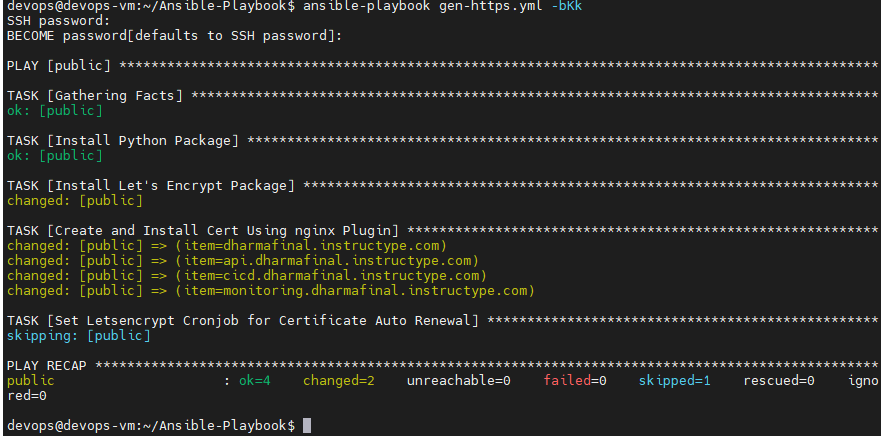 devops@devops-vm:~/Ansible-Playbook$ ansible-playbook gen-https.yml -bKk
SSH password:
BECOME password[defaults to SSH password]:
PLAY [public] ***********************************************************************************************
TASK [Gathering Facts] **************************************************************************************
ok: [public]
TASK [Install Python Package] *******************************************************************************
ok: [public]
TASK [Install Let's Encrypt Package] ************************************************************************
changed: [public]
TASK [Create and Install Cert Using nginx Plugin] ***********************************************************
changed: [public] => (item=dharmafinal.instructype.com)
changed: [public] => (item=api.dharmafinal.instructype.com)
changed: [public] => (item=cicd.dharmafinal.instructype.com)
changed: [public] => (item=monitoring.dharmafinal.instructype.com)
TASK [Set Letsencrypt Cronjob for Certificate Auto Renewal] *************************************************
skipping: [public]
PLAY RECAP **************************************************************************************************
public                     : ok=4    changed=2    unreachable=0    failed=0    skipped=1    rescued=0    igno
red=0
devops@devops-vm:~/Ansible-Playbook$